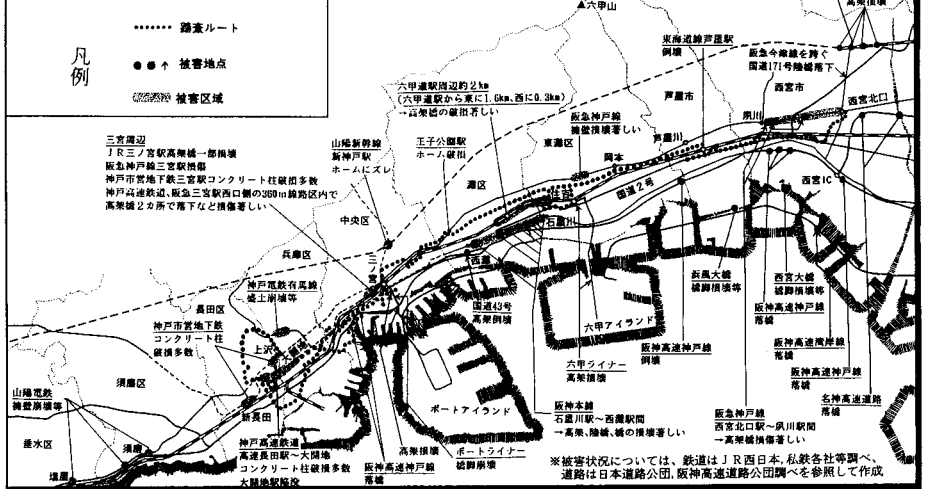 凡例
踏査ルート
被害地点
被害区域
六甲山
高架損壊
東海道線芦屋駅
倒壊
阪急今津線を跨ぐ
国道171号陸橋落下
西宮市
西宮北口
夙川
芦屋市
芦屋川
六甲道駅周辺約2km
(六甲道駅から東に1.6km、西に0.3km)
→高架橋の破損著しい
阪急神戸線
擁壁損壊著しい
東灘区
岡本
三宮周辺
JR三ノ宮駅高架橋一部損壊
阪急神戸線三宮駅損傷
神戸市営地下鉄三宮駅コンクリート柱破損多数
神戸高速鉄道、阪急三宮駅西口側の360m線路区内で
高架橋2カ所で落下など損傷著しい
山陽新幹線
新神戸駅
ホームにズレ
王子公園駅
ホーム破損
灘区
中央区
兵庫区
長田区
須磨区
垂水区
住吉
石屋川
国道2号
西宮IC
三宮
西灘
国道43号
高架倒壊
神戸電鉄有馬線
盛土崩壊等
神戸市営地下鉄
コンクリート柱
破損多数
上沢
新長田
山陽電鉄
擁壁崩壊等
須磨
塩屋
六甲アイランド
ポートアイランド
浜風大橋
橋脚損壊等
西宮大橋
橋脚損壊等
阪神高速神戸線
落橋
阪神高速湾岸線
落橋
阪神高速神戸線
落橋
名神高速道路
落橋
阪神高速神戸線
倒壊
六甲ライナー
高架損壊
阪神本線
石屋川駅〜西灘駅間
→高架、陸橋、橋の損壊著しい
阪急神戸線
西宮北口駅〜夙川駅間
→高架橋損傷著しい
神戸高速鉄道
高速長田駅〜大開地
コンクリート柱破損多数
大開地駅陥没
阪神高速神戸線
落橋
高架損壊
ポートライナー
橋脚崩壊
※被害状況については、鉄道はJR西日本、私鉄各社等調べ、
道路は日本道路公団、阪神高速道路公団調べを参照して作成